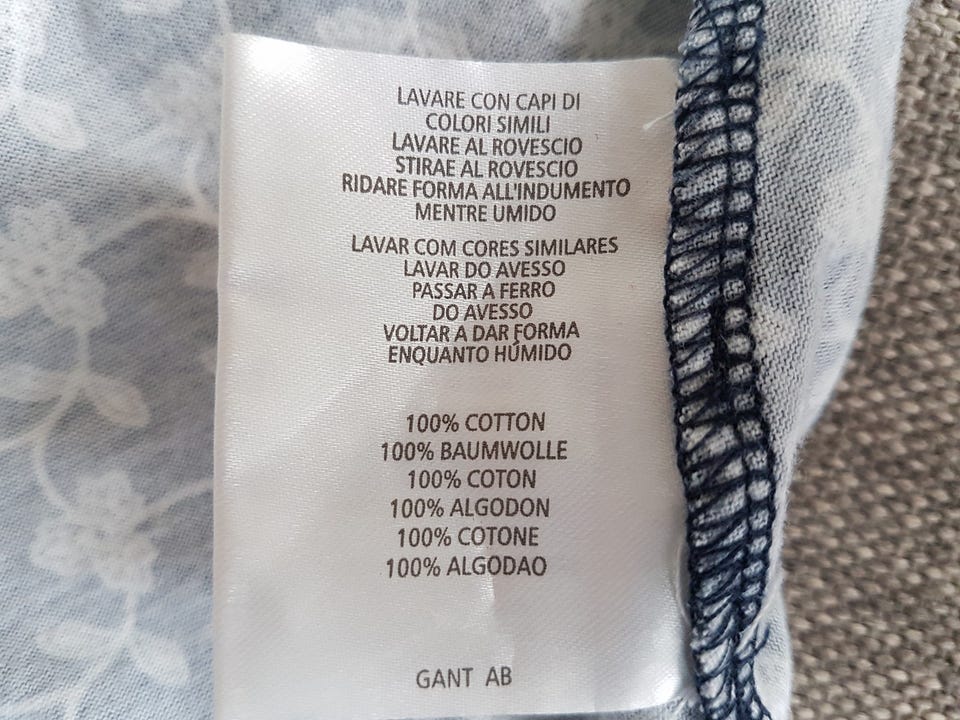 LAVARE CON CAPI DI
COLORI SIMILI
LAVARE AL ROVESCIO
STIRAE AL ROVESCIO
RIDARE FORMA ALL'INDUMENTO
MENTRE UMIDO
LAVAR COM CORES SIMILARES
LAVAR DO AVESSO
PASSAR A FERRO
DO AVESSO
VOLTAR A DAR FORMA
ENQUANTO HÚMIDO
100% COTTON
100% BAUMWOLLE
100% COTON
100% ALGODON
100% COTONE
100% ALGODAO
GANT AB